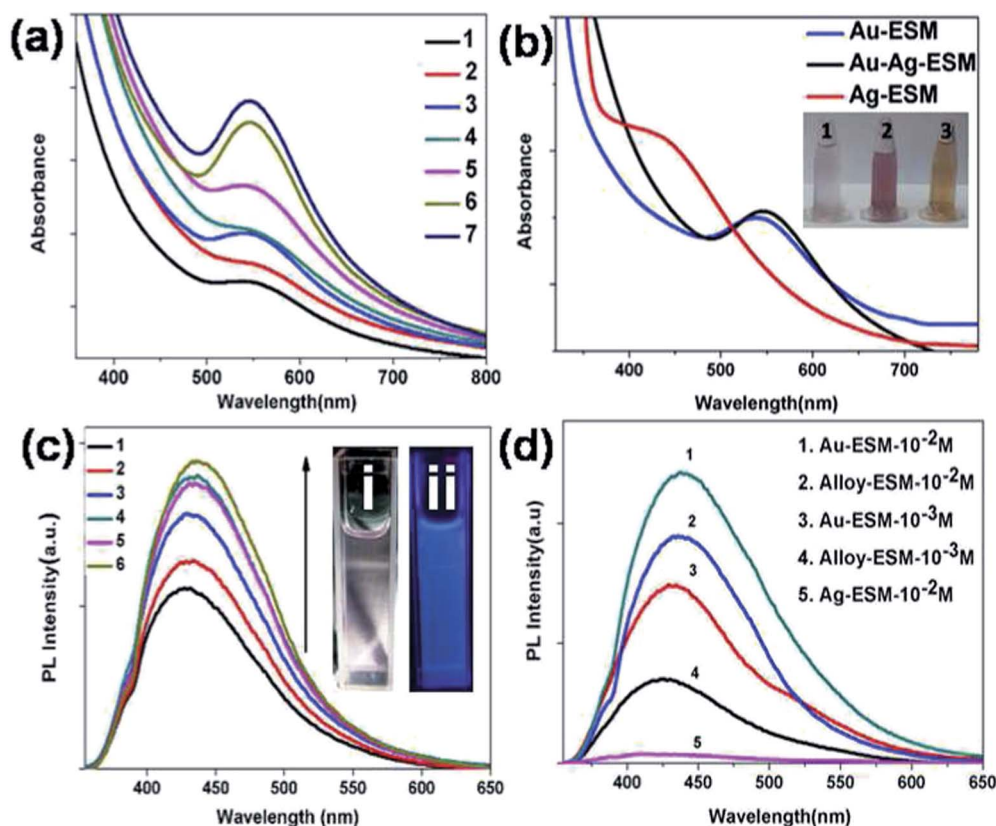 (a)
1
2
3
4
5
6
7
Absorbance
400 500 600 700 800
Wavelength(nm)
(b)
Au-ESM
Au-Ag-ESM
Ag-ESM
1 2 3
Absorbance
400 500 600 700
Wavelength(nm)
(c)
1
2
3
4
5
6
i ii
PL Intensity(a.u.)
400 450 500 550 600 650
Wavelength (nm)
(d)
1. Au-ESM-10⁻²M
2. Alloy-ESM-10⁻²M
3. Au-ESM-10⁻³M
4. Alloy-ESM-10⁻³M
5. Ag-ESM-10⁻²M
1
2
3
4
5
PL Intensity(a.u)
400 450 500 550 600 650
Wavelength (nm)